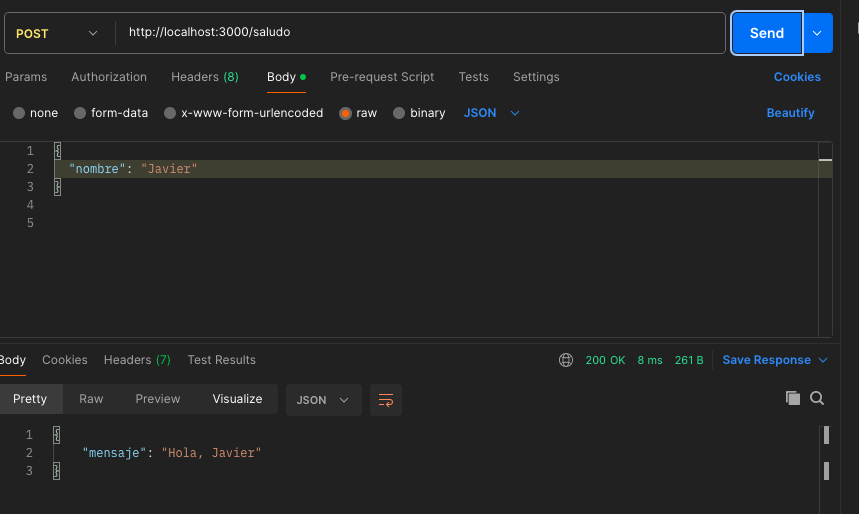 POST http://localhost:3000/saludo Send
Params Authorization Headers (8) Body Pre-request Script Tests Settings Cookies
none form-data x-www-form-urlencoded raw binary JSON Beautify
1 {
2 "nombre": "Javier"
3 }
4
5
Body Cookies Headers (7) Test Results 200 OK 8 ms 261 B Save Response
Pretty Raw Preview Visualize JSON
1 {
2 "mensaje": "Hola, Javier"
3 }